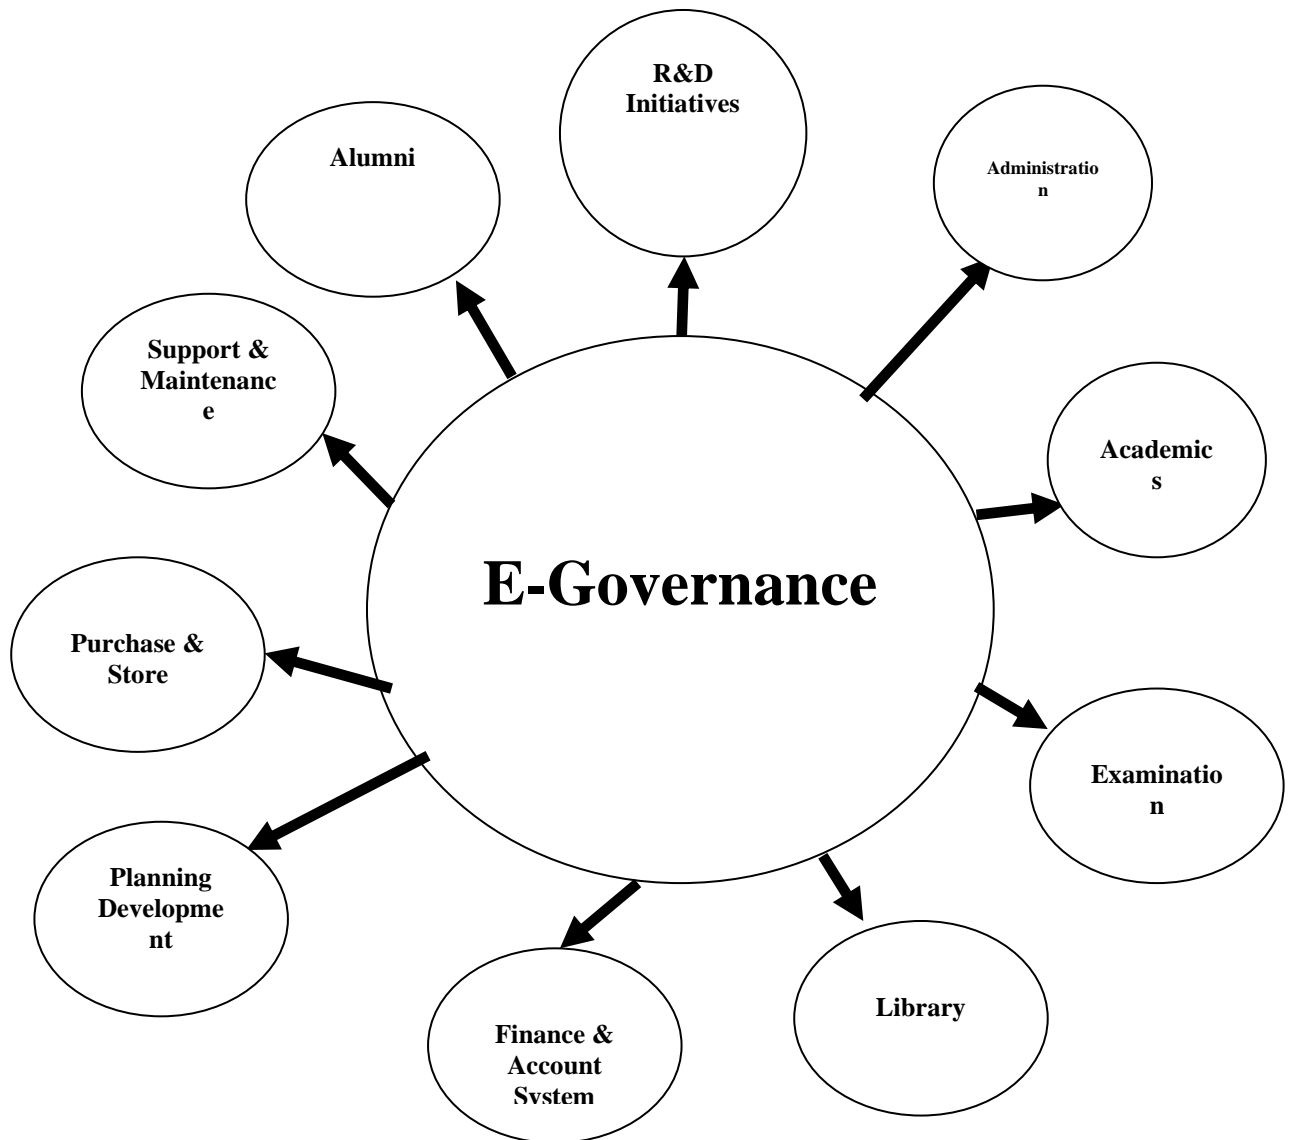 R&D
Initiatives
Administratio
n
Alumni
Support &
Maintenanc
e
Academic
s
E-Governance
Purchase &
Store
Examinatio
n
Planning
Developme
nt
Library
Finance &
Account
System